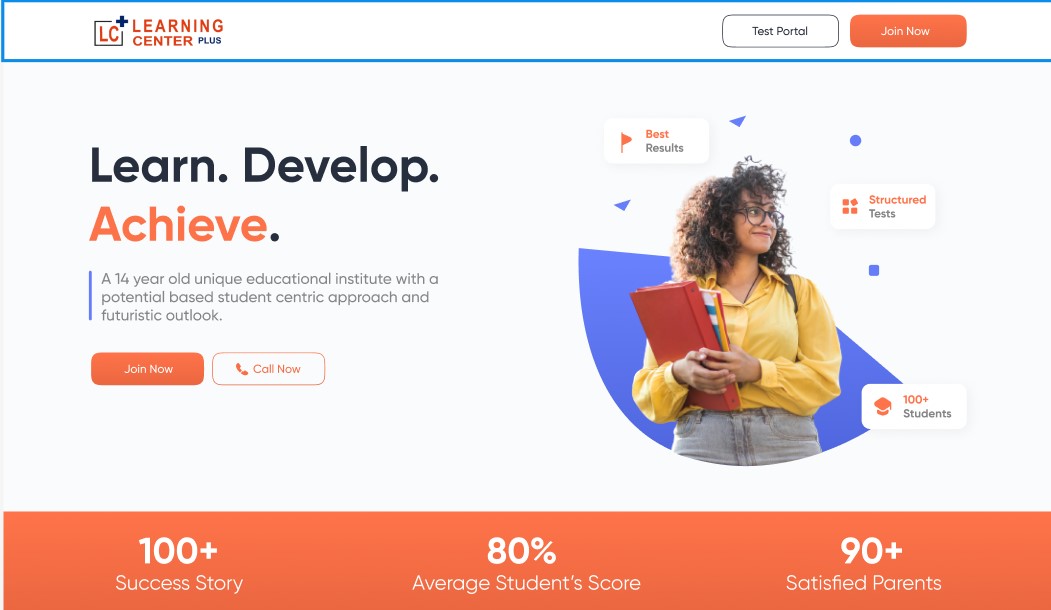 LC LEARNING
CENTER PLUS
Test Portal
Join Now
Learn. Develop.
Achieve.
A 14 year old unique educational institute with a
potential based student centric approach and
futuristic outlook.
Join Now
Call Now
Best
Results
Structured
Tests
100+
Students
100+
Success Story
80%
Average Student's Score
90+
Satisfied Parents